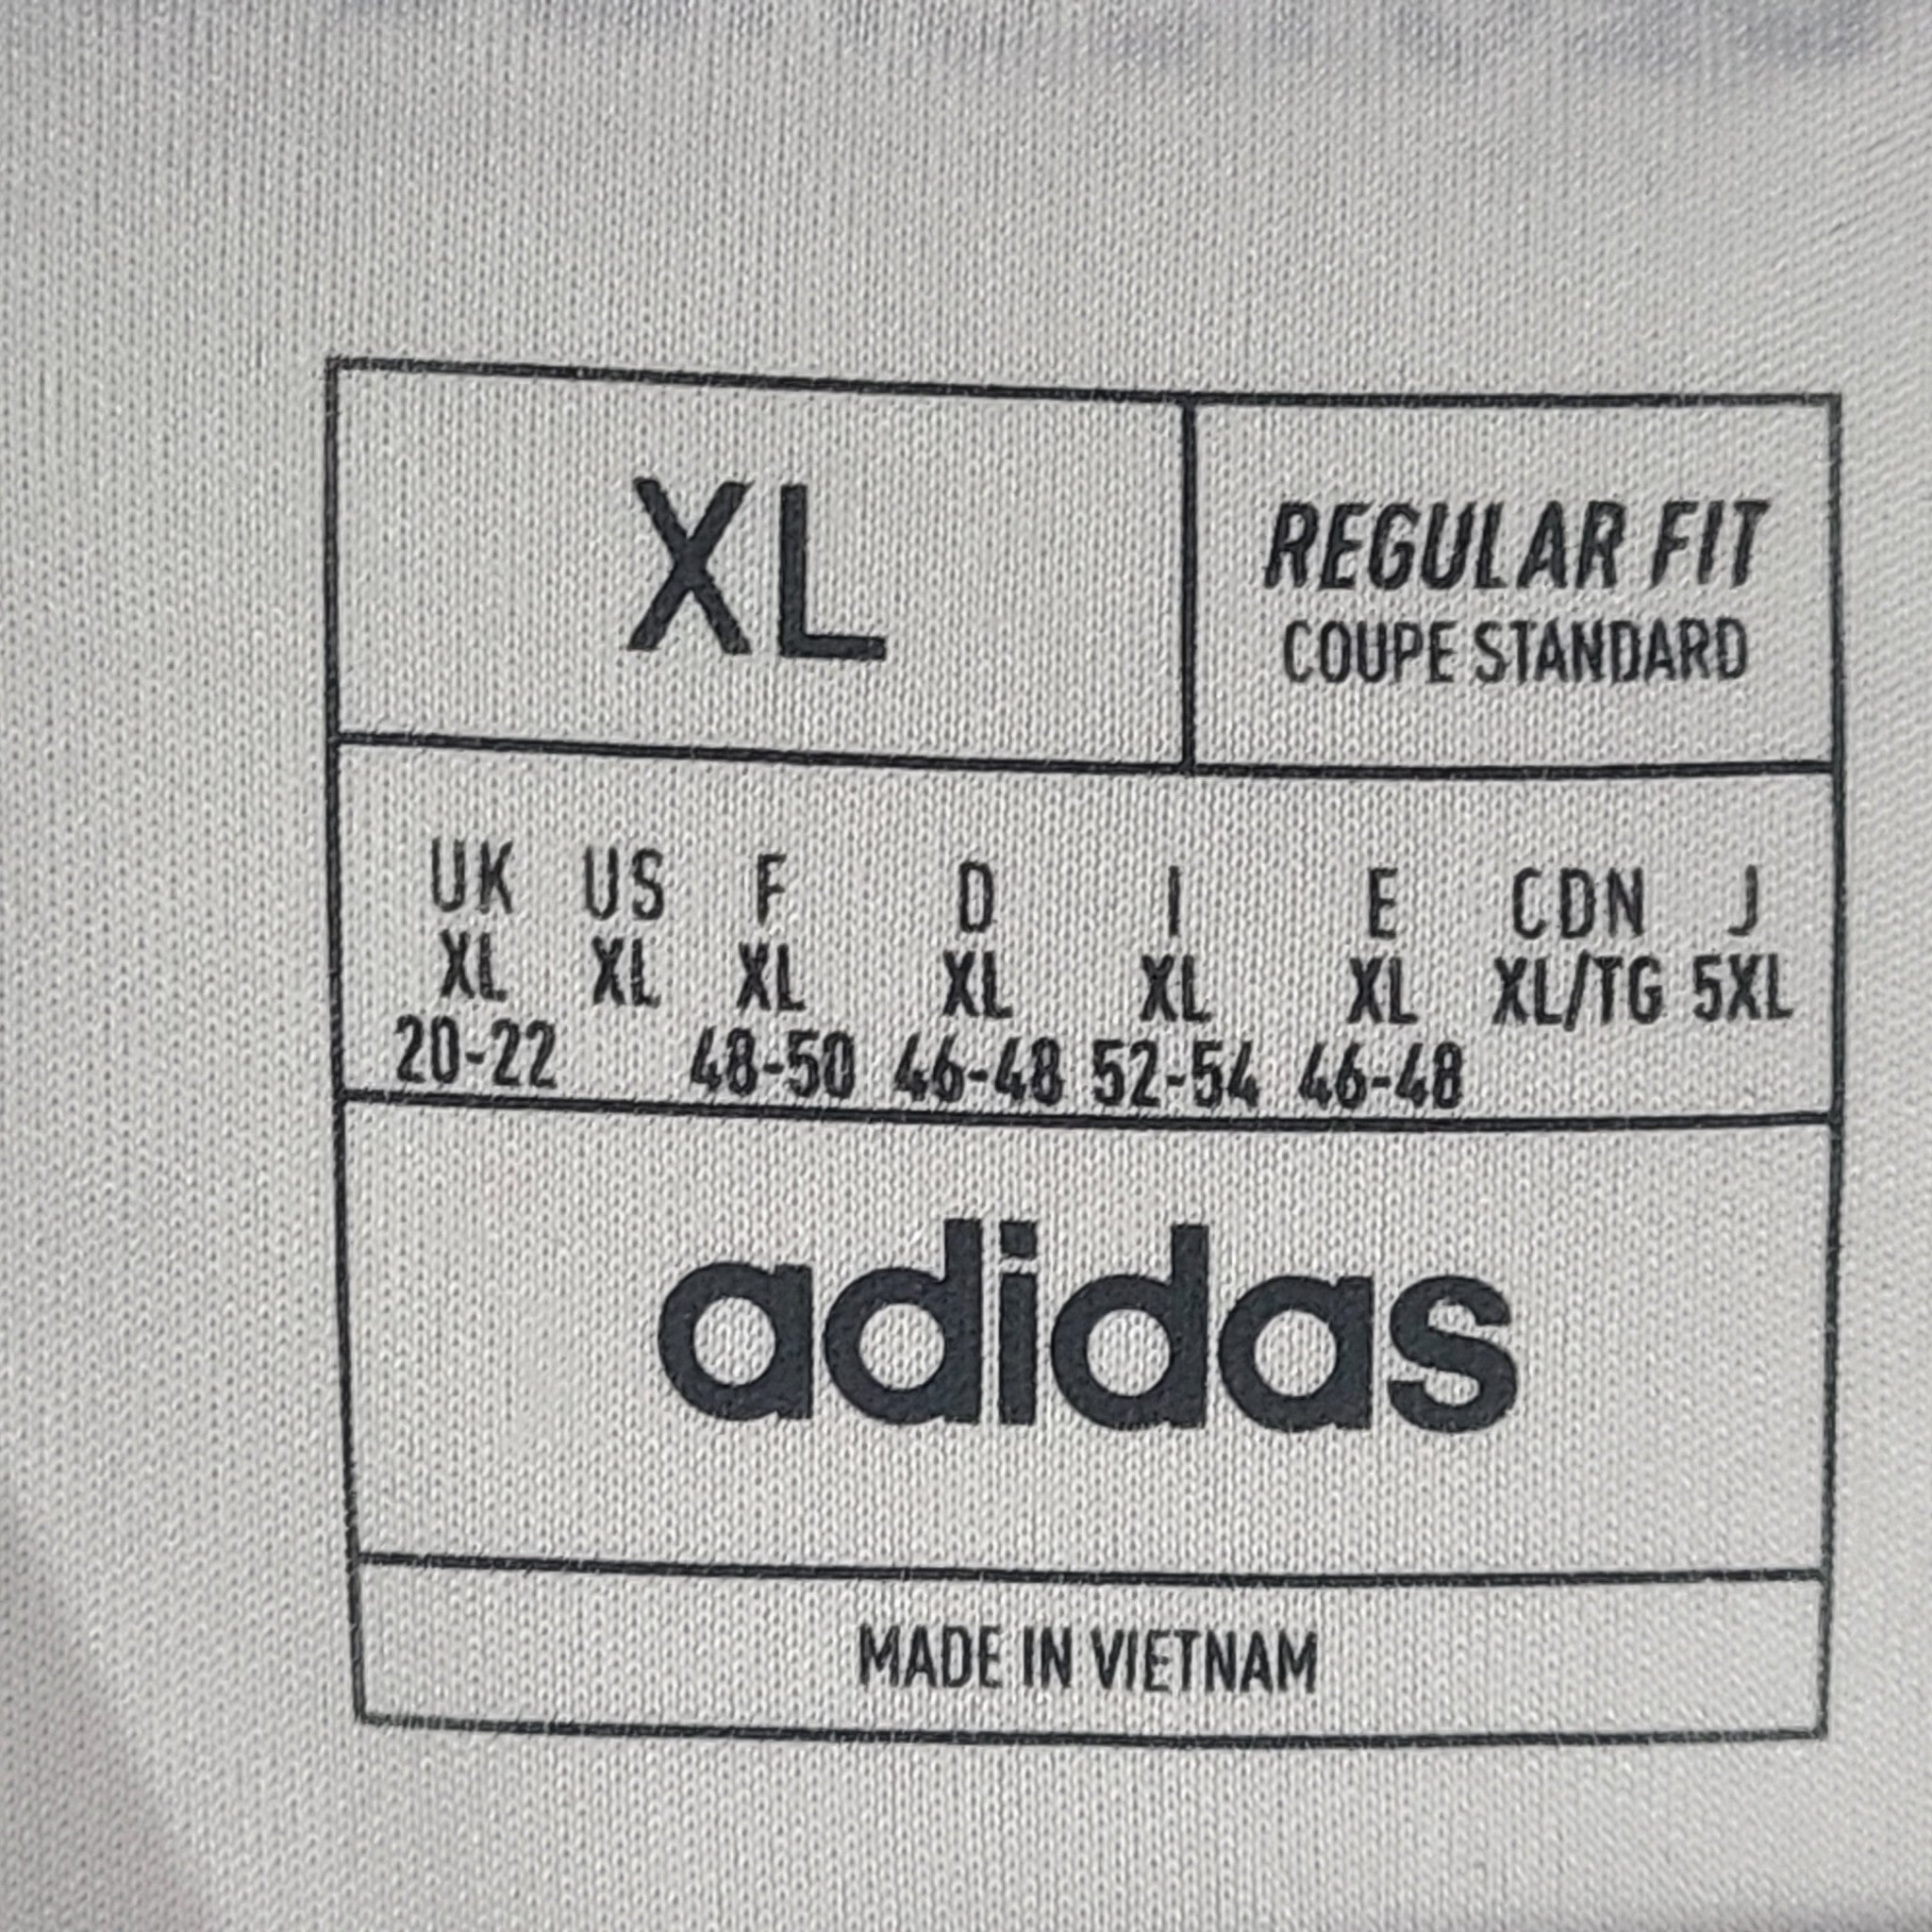 XL
REGULAR FIT
COUPE STANDARD
UK US F D I E CDN J
XL XL XL XL XL XL XL/TG 5XL
20-22 48-50 46-48 52-54 46-48
adidas
MADE IN VIETNAM